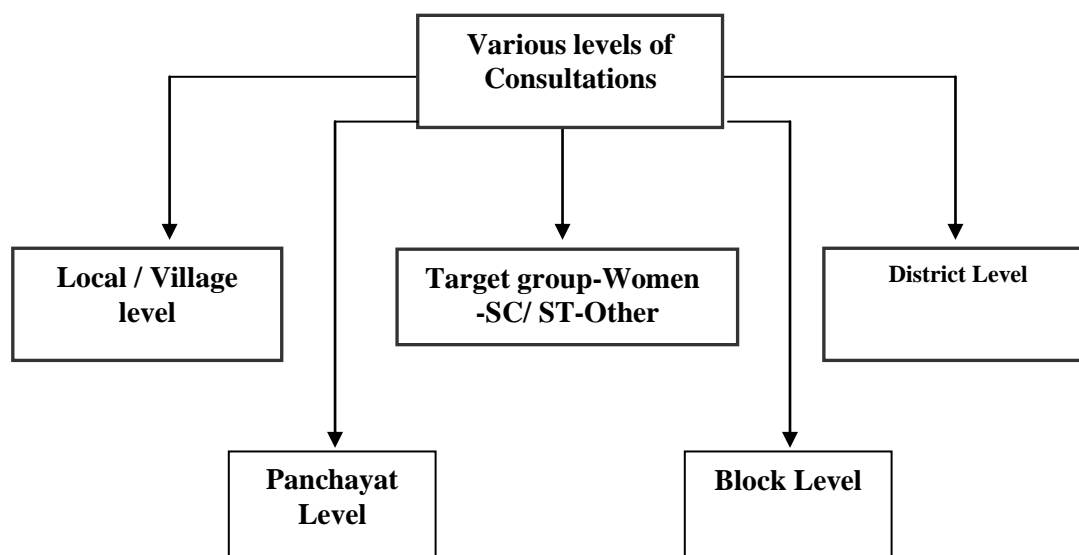 Various levels of
Consultations
Local / Village
level
Target group-Women
-SC/ ST-Other
District Level
Panchayat
Level
Block Level